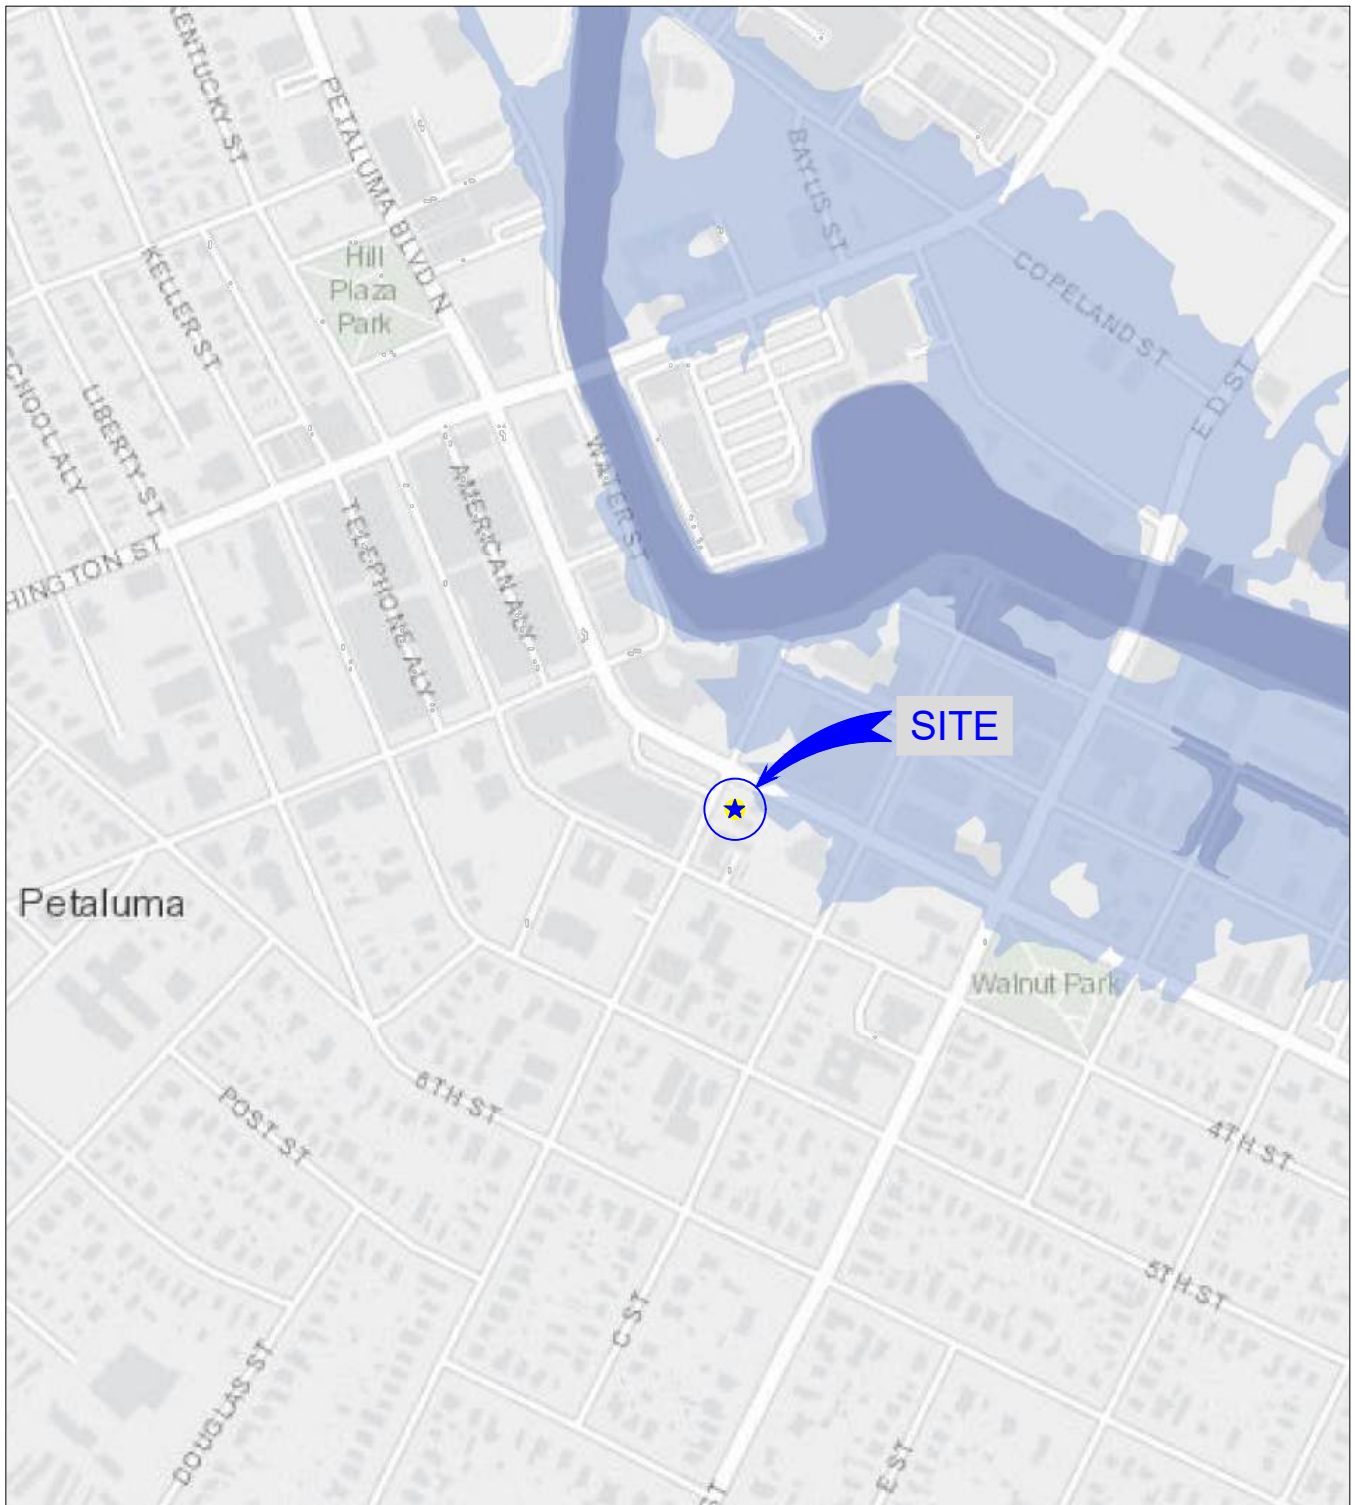 KENTUCKY ST
PETALUMA BLVD N
BAYLIS ST
Hill
Plaza
Park
KELLER ST
COPELAND ST
E D ST
SCHOOL ALY
LIBERTY ST
WATER ST
AMERICAN ALY
TELEPHONE ALY
HINGTON ST
SITE
Petaluma
Walnut Park
6TH ST
POST ST
4TH ST
5TH ST
C ST
DOUGLAS ST
E ST
ST